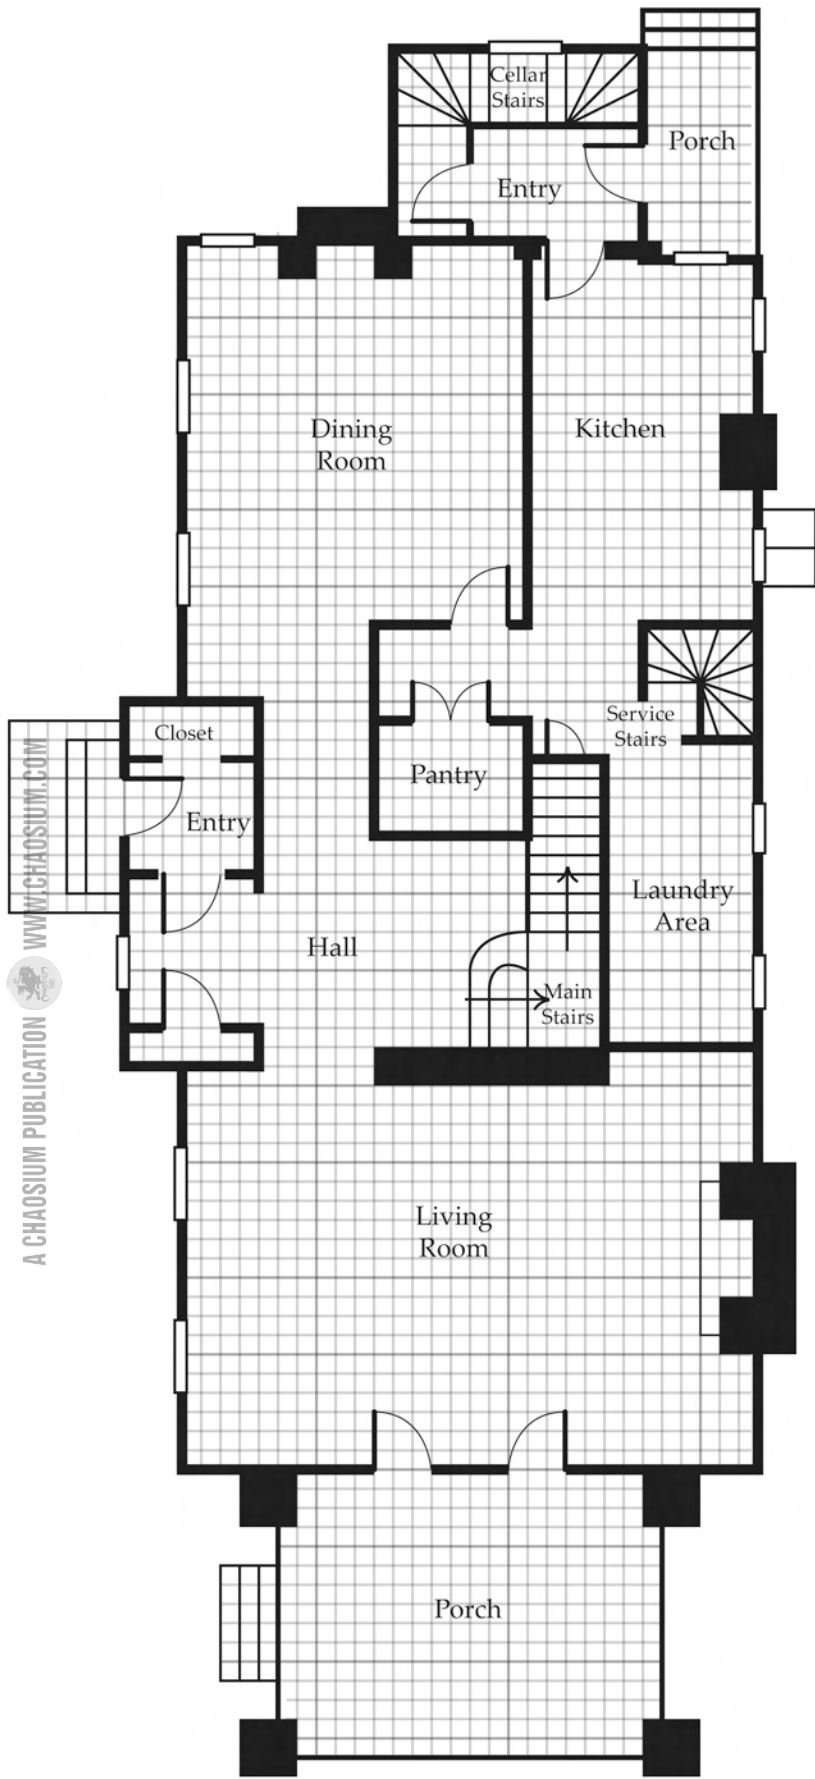 Cellar
Stairs
Porch
Entry
Dining
Room
Kitchen
Service
Stairs
Closet
Pantry
Entry
Laundry
Area
Hall
Main
Stairs
Living
Room
Porch
A CHAOSIUM PUBLICATION WWW.CHAOSIUM.COM